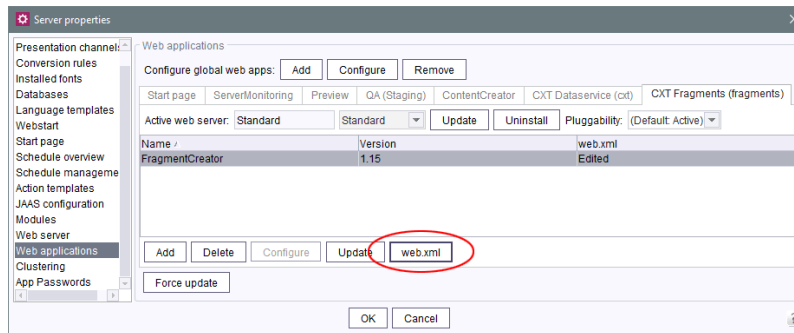 Server properties
Presentation channel:
Conversion rules
Installed fonts
Databases
Language templates
Webstart
Start page
Schedule overview
Schedule manageme
Action templates
JAAS configuration
Modules
Web server
Web applications
Clustering
App Passwords
Web applications
Configure global web apps: Add Configure Remove
Start page ServerMonitoring Preview QA (Staging) ContentCreator CXT Dataservice (cxt) CXT Fragments (fragments)
Active web server: Standard Standard Update Uninstall Pluggability: (Default: Active)
Name Version web.xml
FragmentCreator 1.15 Edited
Add Delete Configure Update web.xml
Force update
OK Cancel